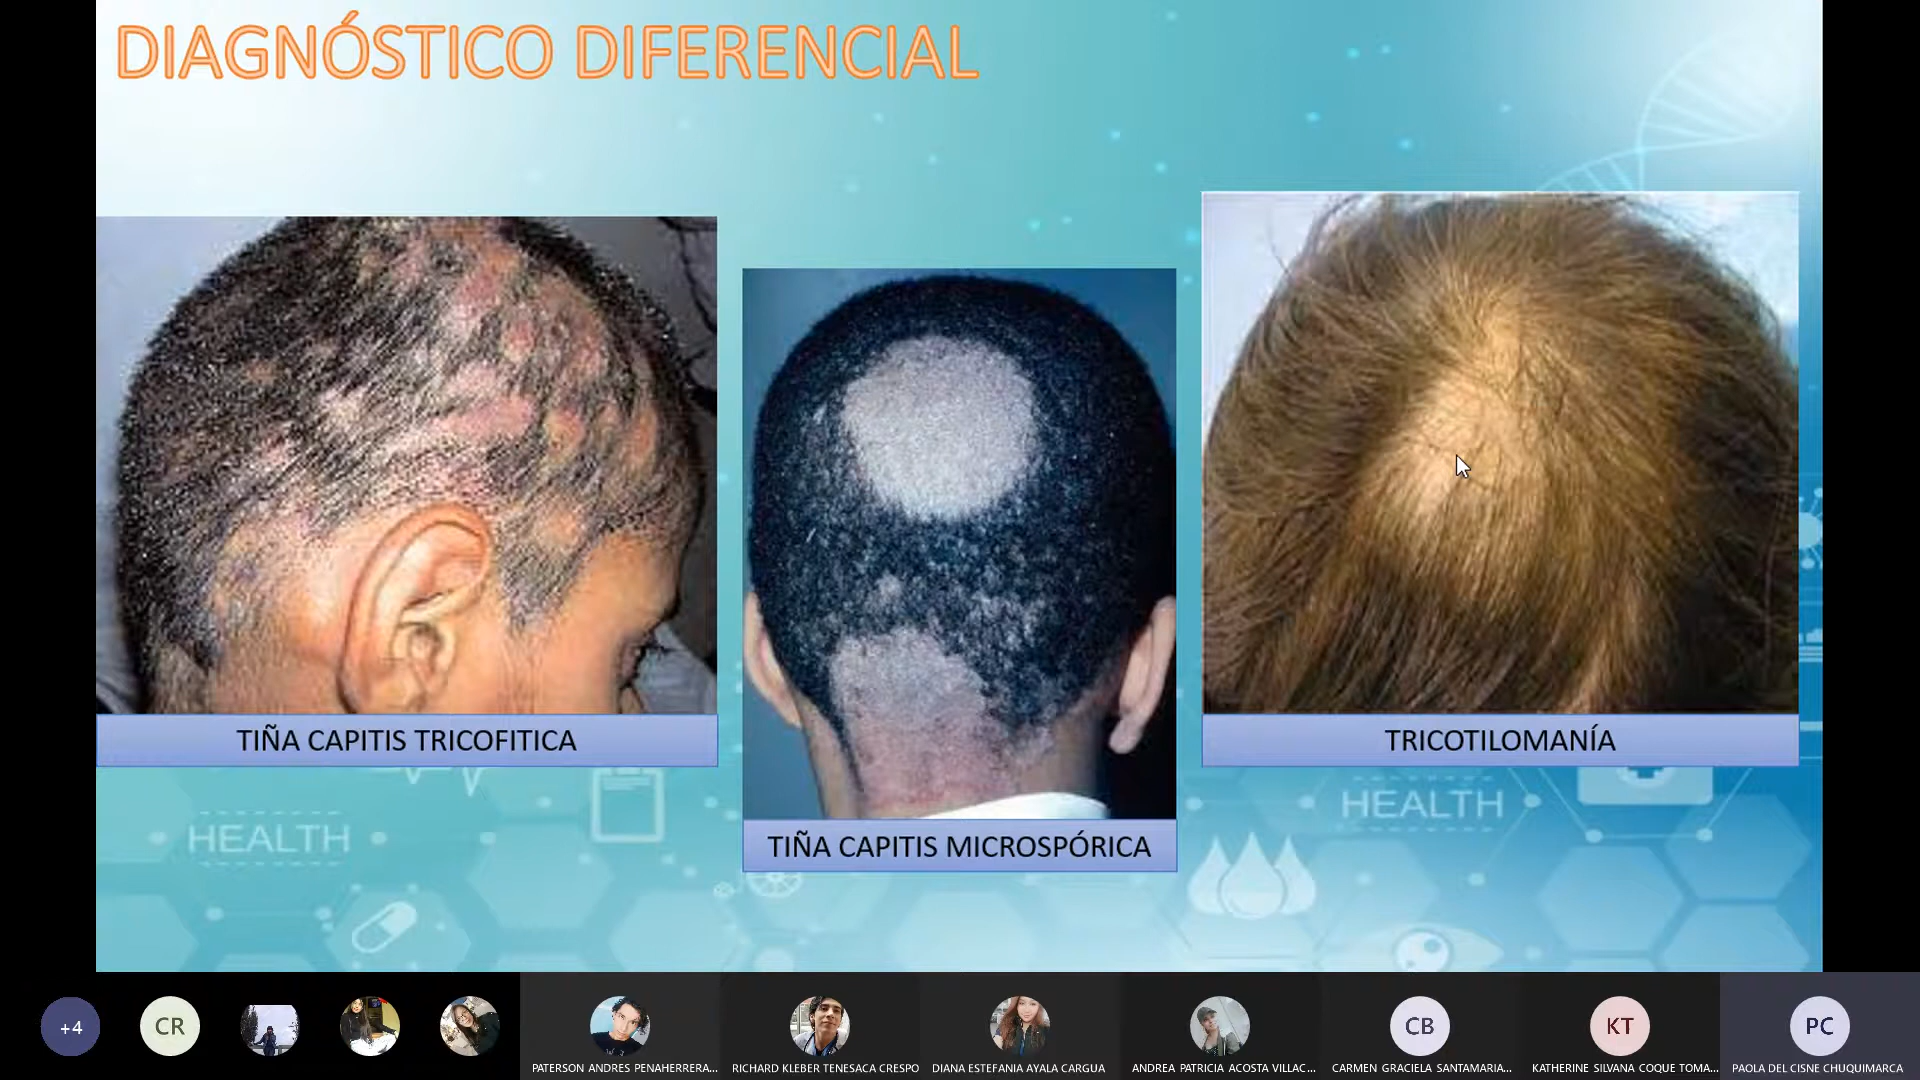 DIAGNÓSTICO DIFERENCIAL
TIÑA CAPITIS TRICOFITICA
TIÑA CAPITIS MICROSPÓRICA
TRICOTILOMANÍA
HEALTH
HEALTH
+4
CR
CB
KT
PC
PATERSON ANDRES PENAHERRERA...
RICHARD KLEBER TENESACA CRESPO
DIANA ESTEFANIA AYALA CARGUA
ANDREA PATRICIA ACOSTA VILLAC...
CARMEN GRACIELA SANTAMARIA...
KATHERINE SILVANA COQUE TOMA...
PAOLA DEL CISNE CHUQUIMARCA